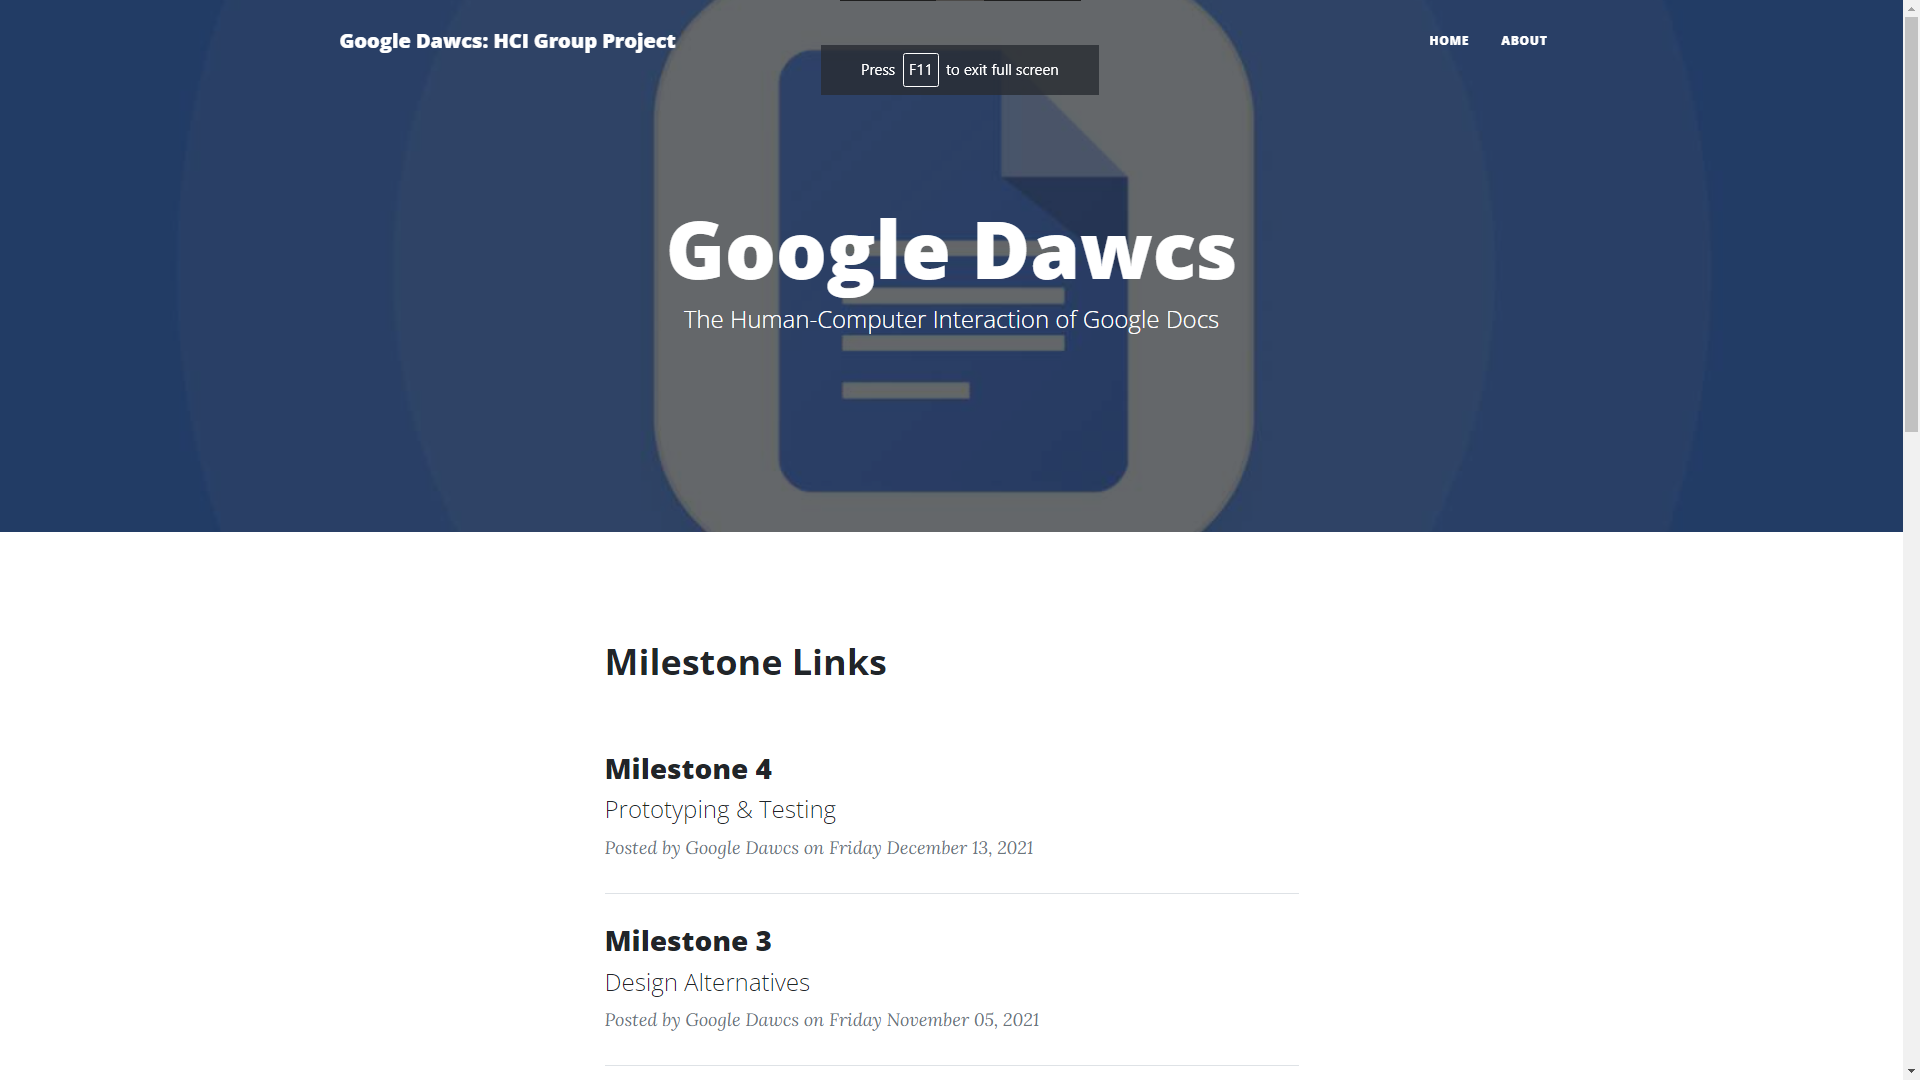 Google Dawcs: HCI Group Project
HOME
ABOUT
Press F11 to exit full screen
Google Dawcs
The Human-Computer Interaction of Google Docs
Milestone Links
Milestone 4
Prototyping & Testing
Posted by Google Dawcs on Friday December 13, 2021
Milestone 3
Design Alternatives
Posted by Google Dawcs on Friday November 05, 2021